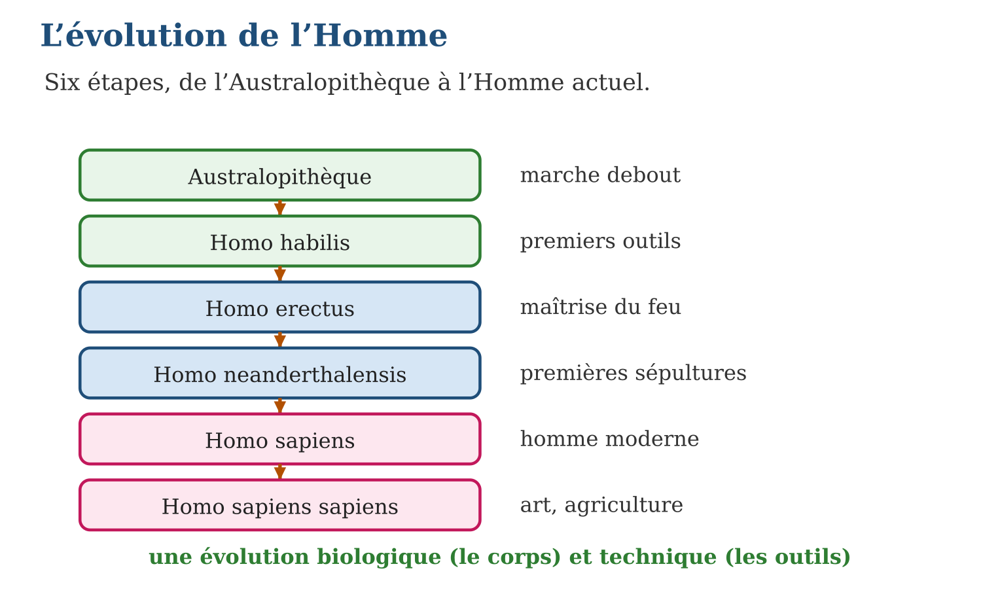 L’évolution de l’Homme
Six étapes, de l’Australopithèque à l’Homme actuel.
Australopithèque
marche debout
Homo habilis
premiers outils
Homo erectus
maîtrise du feu
Homo neanderthalensis
premières sépultures
Homo sapiens
homme moderne
Homo sapiens sapiens
art, agriculture
une évolution biologique (le corps) et technique (les outils)